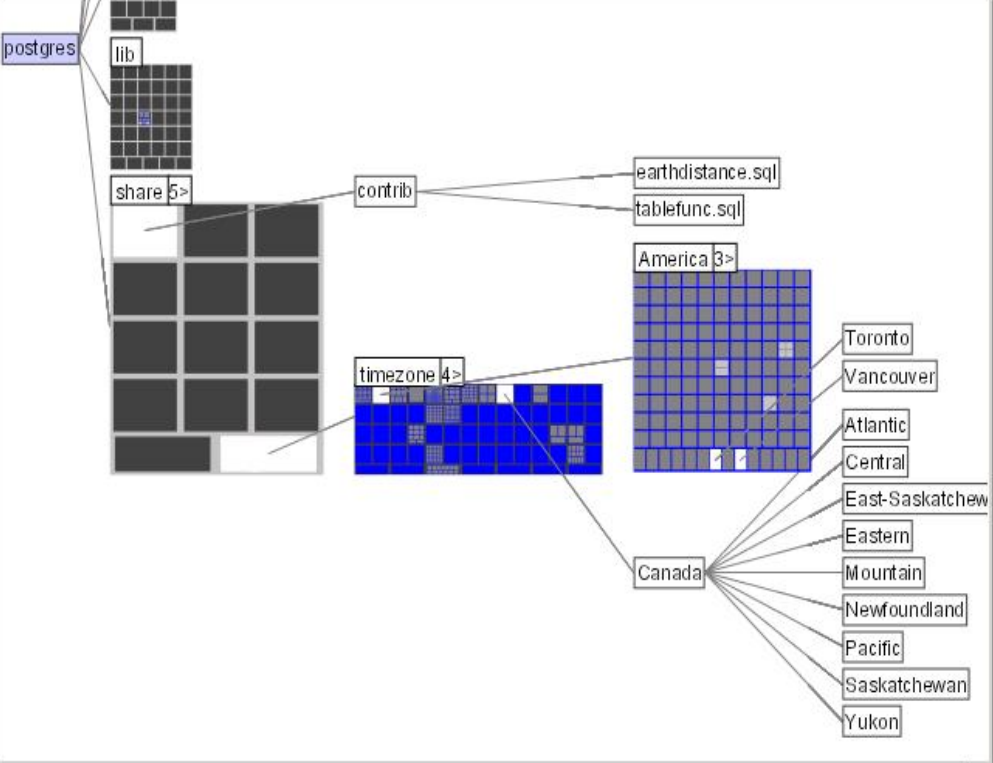 postgres
lib
share 5>
contrib
earthdistance.sql
tablefunc.sql
America 3>
timezone 4>
Toronto
Vancouver
Atlantic
Central
East-Saskatchew
Eastern
Canada
Mountain
Newfoundland
Pacific
Saskatchewan
Yukon